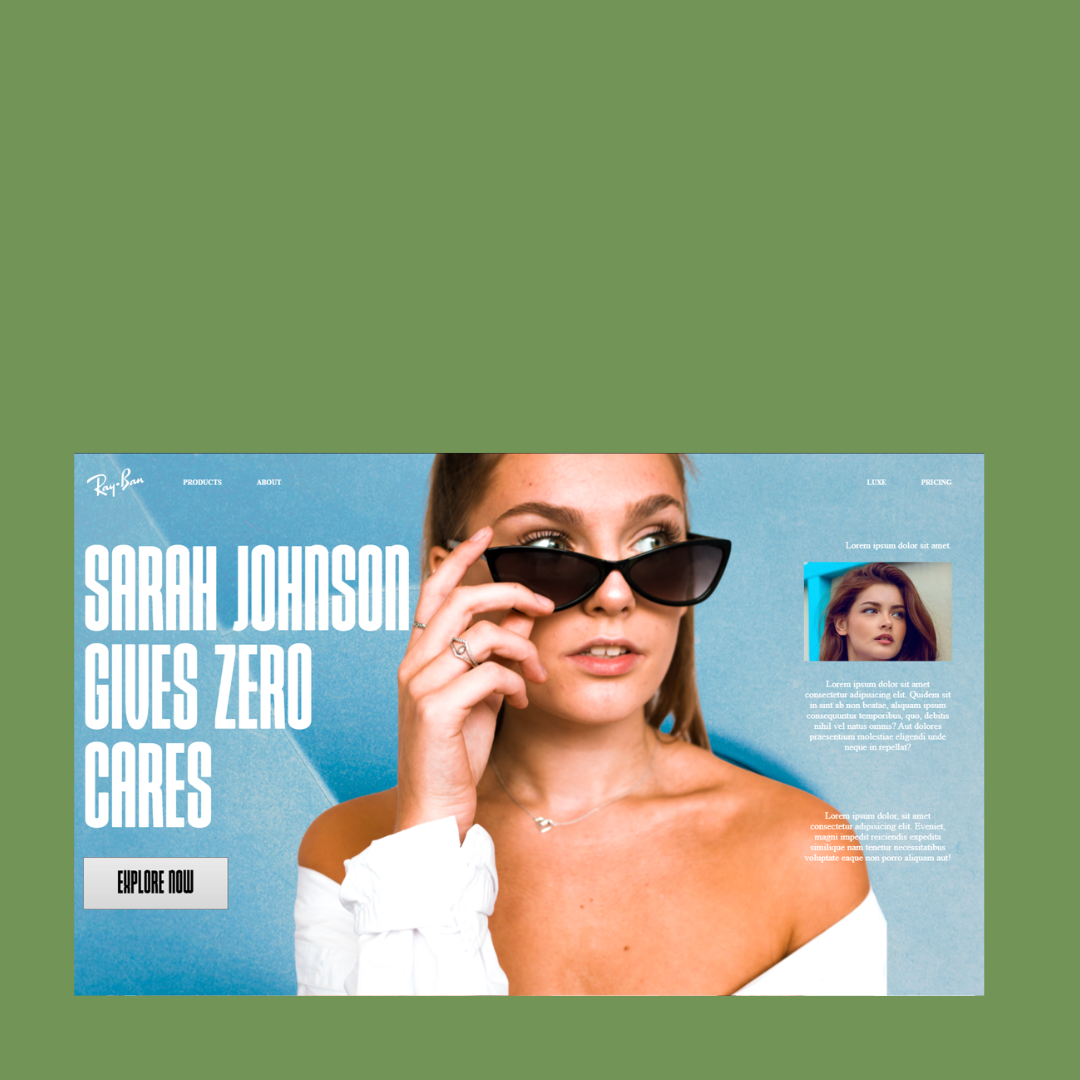 Ray-Ban PRODUCTS ABOUT LUXE PRICING
SARAH JOHNSON
GIVES ZERO
CARES
EXPLORE NOW
Lorem ipsum dolor sit amet
Lorem ipsum dolor sit amet
consectetur adipisicing elit. Quidem sit
in sint ab non beatae, aliquam ipsum
consequuntur temporibus, quo, debitis
nihil vel natus omnis? Aut dolores
praesentium molestiae eligendi unde
neque in repellat?
Lorem ipsum dolor, sit amet
consectetur adipisicing elit. Eveniet,
magni impedit reiciendis expedita
similique nam tenetur necessitatibus
voluptate eaque non porro aliquam aut!